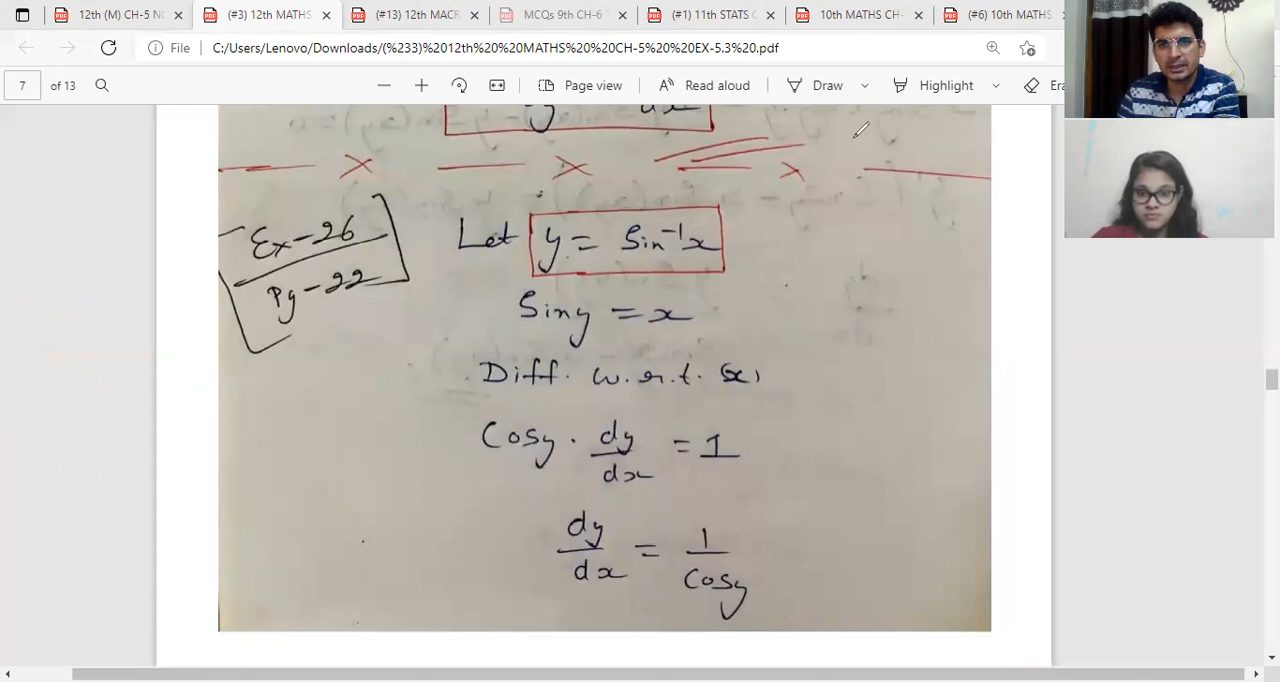 12th (M) CH-5 NC
(#3) 12th MATHS
(#13) 12th MACR
MCQs 9th CH-6
(#1) 11th STATS C
10th MATHS CH-
(#6) 10th MATHS
File C:/Users/Lenovo/Downloads/(%233)%2012th%20%20MATHS%20%20CH-5%20%20EX-5.3%20.pdf
7 of 13 Page view Read aloud Draw Highlight Era
Ex-26
Pg-22
Let y = Sin⁻¹x
Siny = x
Diff. w.r.t. (x)
Cosy · dy/dx = 1
dy/dx = 1/Cosy